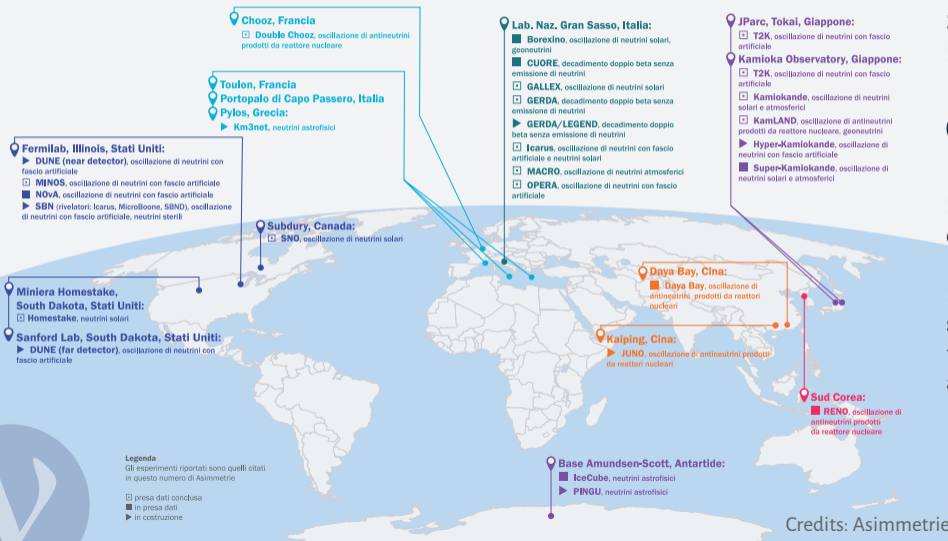 Chooz, Francia
⊡ Double Chooz, oscillazione di antineutrini
prodotti da reattore nucleare
Toulon, Francia
Portopalo di Capo Passero, Italia
Pylos, Grecia:
▶ Km3net, neutrini astrofisici
Fermilab, Illinois, Stati Uniti:
▶ DUNE (near detector), oscillazione di neutrini con
fascio artificiale
⊡ MINOS, oscillazione di neutrini con fascio artificiale
■ NOνA, oscillazione di neutrini con fascio artificiale
▶ SBN (rivelatori: Icarus, MicroBoone, SBND), oscillazione
di neutrini con fascio artificiale, neutrini sterili
Subdury, Canada:
⊡ SNO, oscillazione di neutrini solari
Miniera Homestake,
South Dakota, Stati Uniti:
⊡ Homestake, neutrini solari
Sanford Lab, South Dakota, Stati Uniti:
▶ DUNE (far detector), oscillazione di neutrini con
fascio artificiale
Lab. Naz. Gran Sasso, Italia:
■ Borexino, oscillazione di neutrini solari,
geoneutrini
■ CUORE, decadimento doppio beta senza
emissione di neutrini
⊡ GALLEX, oscillazione di neutrini solari
⊡ GERDA, decadimento doppio beta senza
emissione di neutrini
▶ GERDA/LEGEND, decadimento doppio
beta senza emissione di neutrini
⊡ Icarus, oscillazione di neutrini con fascio
artificiale e neutrini solari
⊡ MACRO, oscillazione di neutrini atmosferici
⊡ OPERA, oscillazione di neutrini con fascio
artificiale
JParc, Tokai, Giappone:
⊡ T2K, oscillazione di neutrini con fascio
artificiale
Kamioka Observatory, Giappone:
⊡ T2K, oscillazione di neutrini con fascio
artificiale
⊡ Kamiokande, oscillazione di neutrini
solari e atmosferici
⊡ KamLAND, oscillazione di antineutrini
prodotti da reattore nucleare, geoneutrini
▶ Hyper-Kamiokande, oscillazione di
neutrini con fascio artificiale
■ Super-Kamiokande, oscillazione di
neutrini solari e atmosferici
Daya Bay, Cina:
■ Daya Bay, oscillazione di
antineutrini prodotti da reattori
nucleari
Kaiping, Cina:
▶ JUNO, oscillazione di antineutrini prodotti
da reattori nucleari
Sud Corea:
■ RENO, oscillazione di
antineutrini prodotti
da reattore nucleare
Base Amundsen-Scott, Antartide:
■ IceCube, neutrini astrofisici
▶ PINGU, neutrini astrofisici
Legenda
Gli esperimenti riportati sono quelli citati
in questo numero di Asimmetrie
⊡ presa dati conclusa
■ in presa dati
▶ in costruzione
Credits: Asimmetrie